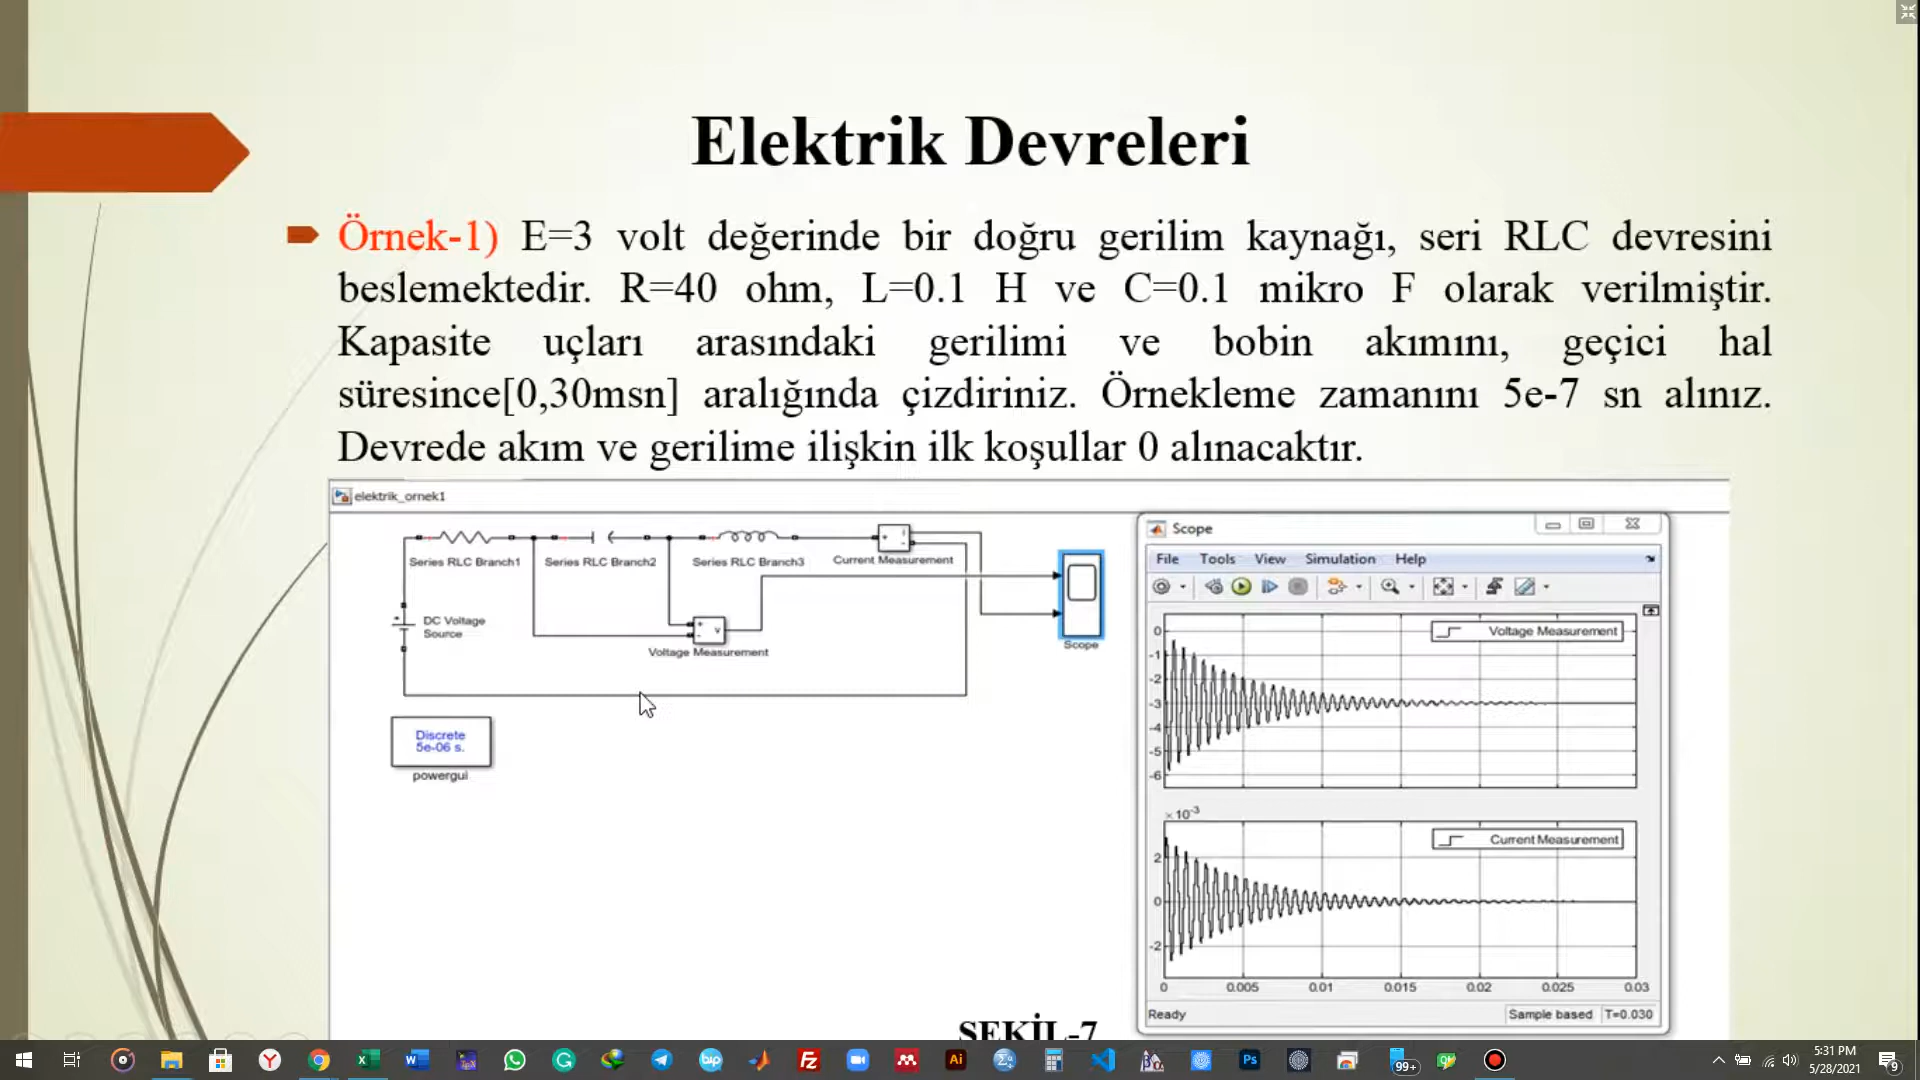 Elektrik Devreleri
Örnek-1) E=3 volt değerinde bir doğru gerilim kaynağı, seri RLC devresini
beslemektedir. R=40 ohm, L=0.1 H ve C=0.1 mikro F olarak verilmiştir.
Kapasite uçları arasındaki gerilimi ve bobin akımını, geçici hal
süresince[0,30msn] aralığında çizdiriniz. Örnekleme zamanını 5e-7 sn alınız.
Devrede akım ve gerilime ilişkin ilk koşullar 0 alınacaktır.
elektrik_ornek1
Series RLC Branch1
Series RLC Branch2
Series RLC Branch3
Current Measurement
DC Voltage
Source
Voltage Measurement
Scope
Discrete
5e-06 s.
powergui
Scope
File Tools View Simulation Help
Voltage Measurement
0
-1
-2
-3
-4
-5
-6
×10-3
Current Measurement
2
0
-2
0 0.005 0.01 0.015 0.02 0.025 0.03
Ready Sample based T=0.030
ŞEKİL-7
99+
5:31 PM
5/28/2021
9